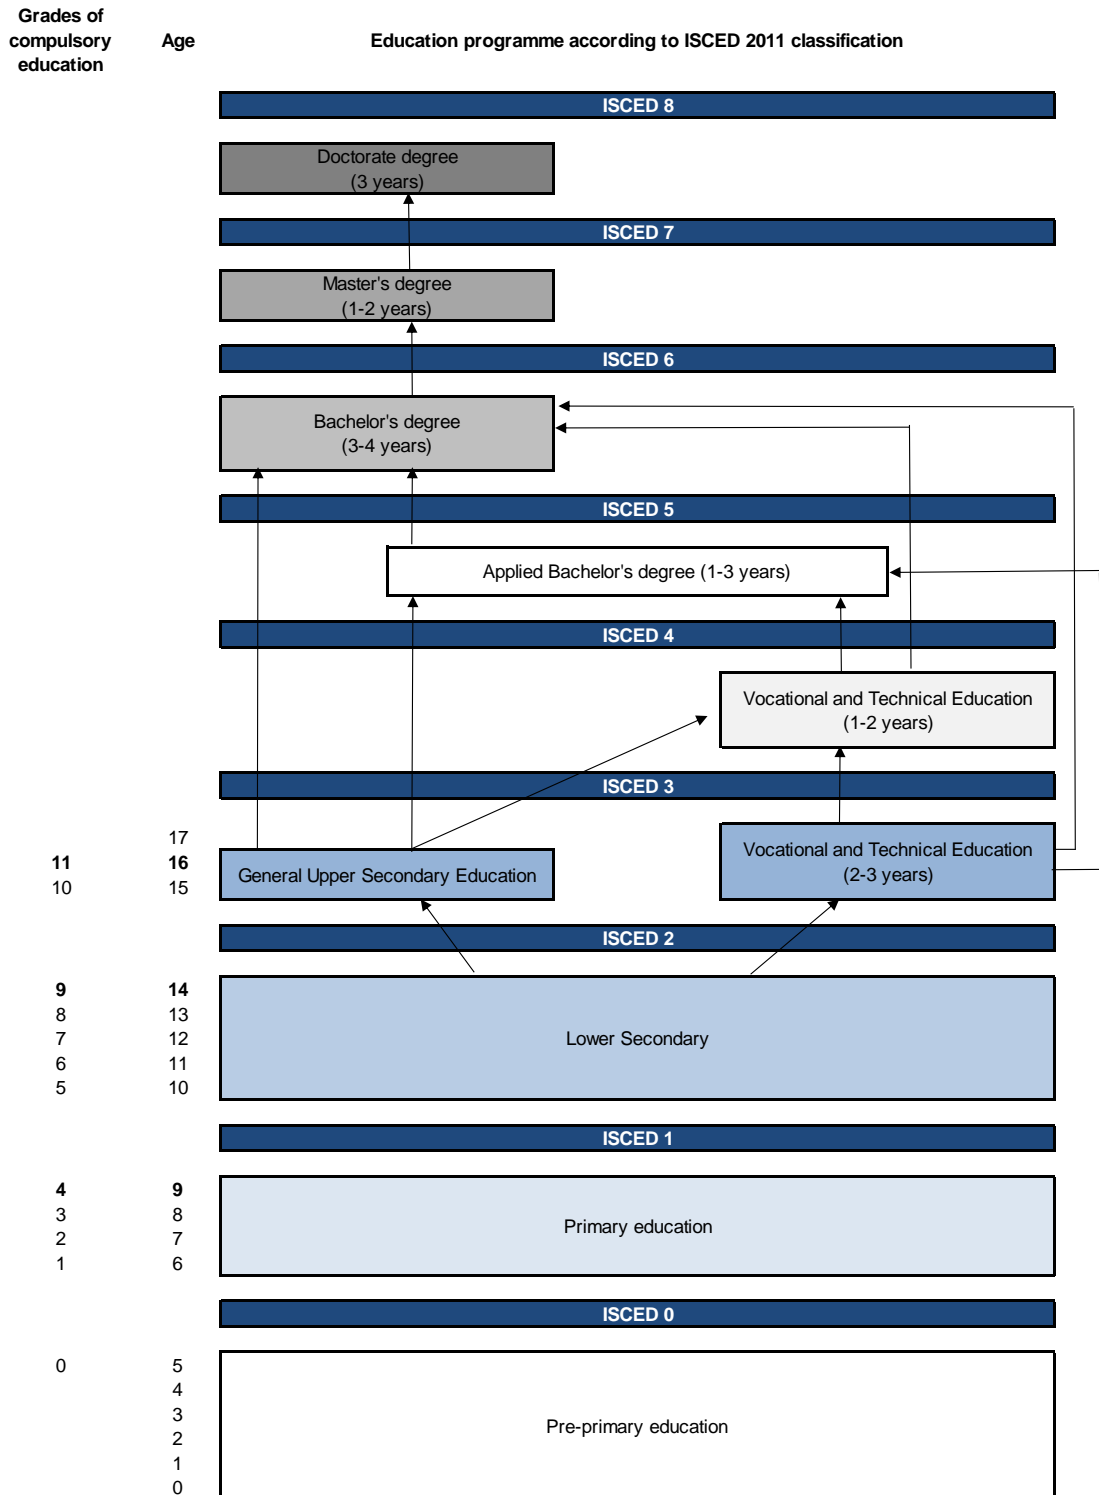 Grades of
compulsory
education
Age
Education programme according to ISCED 2011 classification
ISCED 8
Doctorate degree
(3 years)
ISCED 7
Master's degree
(1-2 years)
ISCED 6
Bachelor's degree
(3-4 years)
ISCED 5
Applied Bachelor's degree (1-3 years)
ISCED 4
Vocational and Technical Education
(1-2 years)
ISCED 3
17
11 16
10 15
General Upper Secondary Education
Vocational and Technical Education
(2-3 years)
ISCED 2
9 14
8 13
7 12
6 11
5 10
Lower Secondary
ISCED 1
4 9
3 8
2 7
1 6
Primary education
ISCED 0
0 5
4
3
2
1
0
Pre-primary education